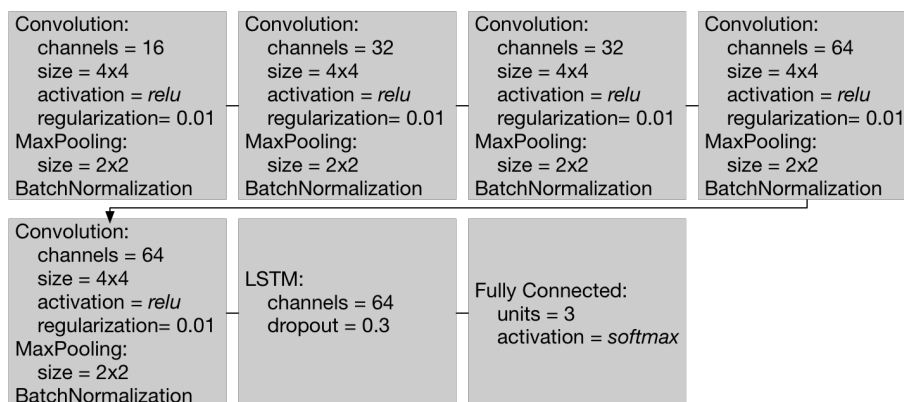 Convolution:
channels = 16
size = 4x4
activation = relu
regularization= 0.01
MaxPooling:
size = 2x2
BatchNormalization
Convolution:
channels = 32
size = 4x4
activation = relu
regularization= 0.01
MaxPooling:
size = 2x2
BatchNormalization
Convolution:
channels = 32
size = 4x4
activation = relu
regularization= 0.01
MaxPooling:
size = 2x2
BatchNormalization
Convolution:
channels = 64
size = 4x4
activation = relu
regularization= 0.01
MaxPooling:
size = 2x2
BatchNormalization
Convolution:
channels = 64
size = 4x4
activation = relu
regularization= 0.01
MaxPooling:
size = 2x2
BatchNormalization
LSTM:
channels = 64
dropout = 0.3
Fully Connected:
units = 3
activation = softmax